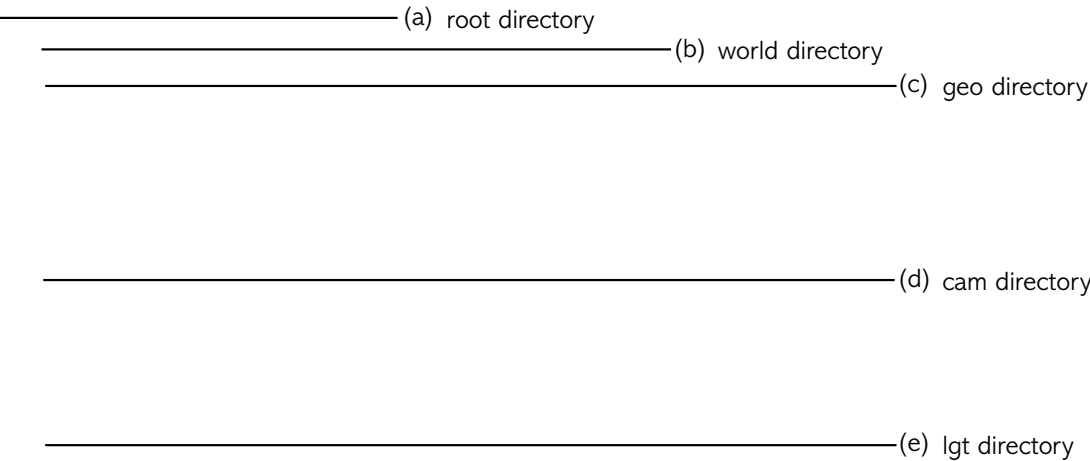 (a) root directory
(b) world directory
(c) geo directory
(d) cam directory
(e) lgt directory